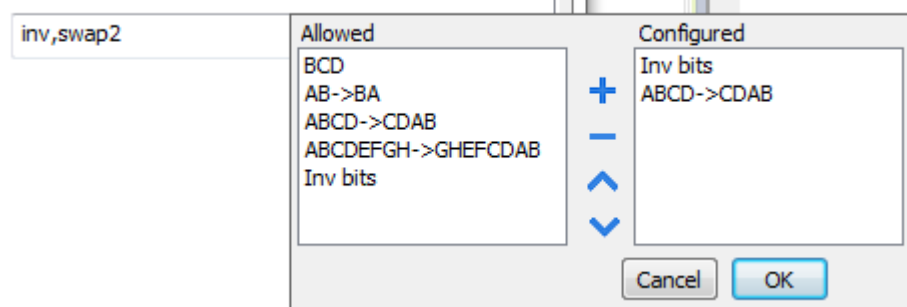 inv,swap2
Allowed
BCD
AB->BA
ABCD->CDAB
ABCDEFGH->GHEFCDAB
Inv bits
Configured
Inv bits
ABCD->CDAB
Cancel
OK